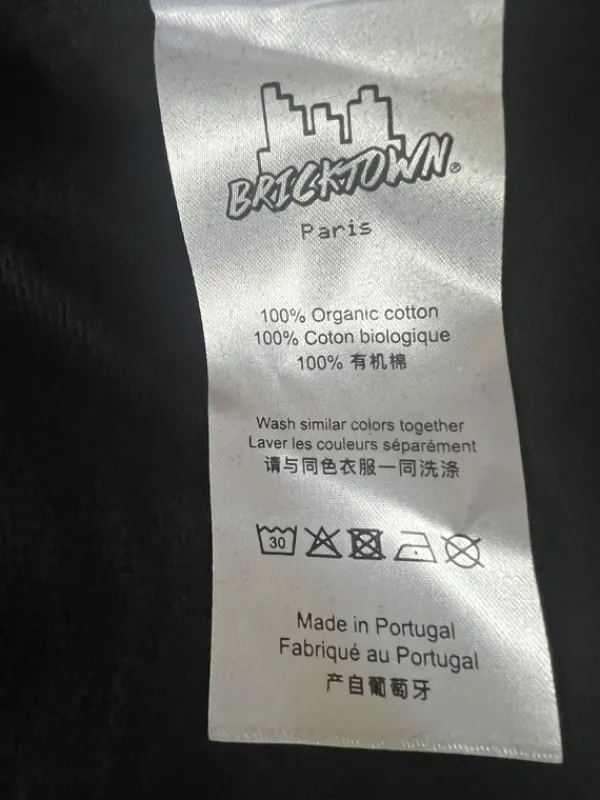 BRICKTOWN®
Paris
100% Organic cotton
100% Coton biologique
100% 有机棉
Wash similar colors together
Laver les couleurs séparément
请与同色衣服一同洗涤
30
Made in Portugal
Fabriqué au Portugal
产自葡萄牙